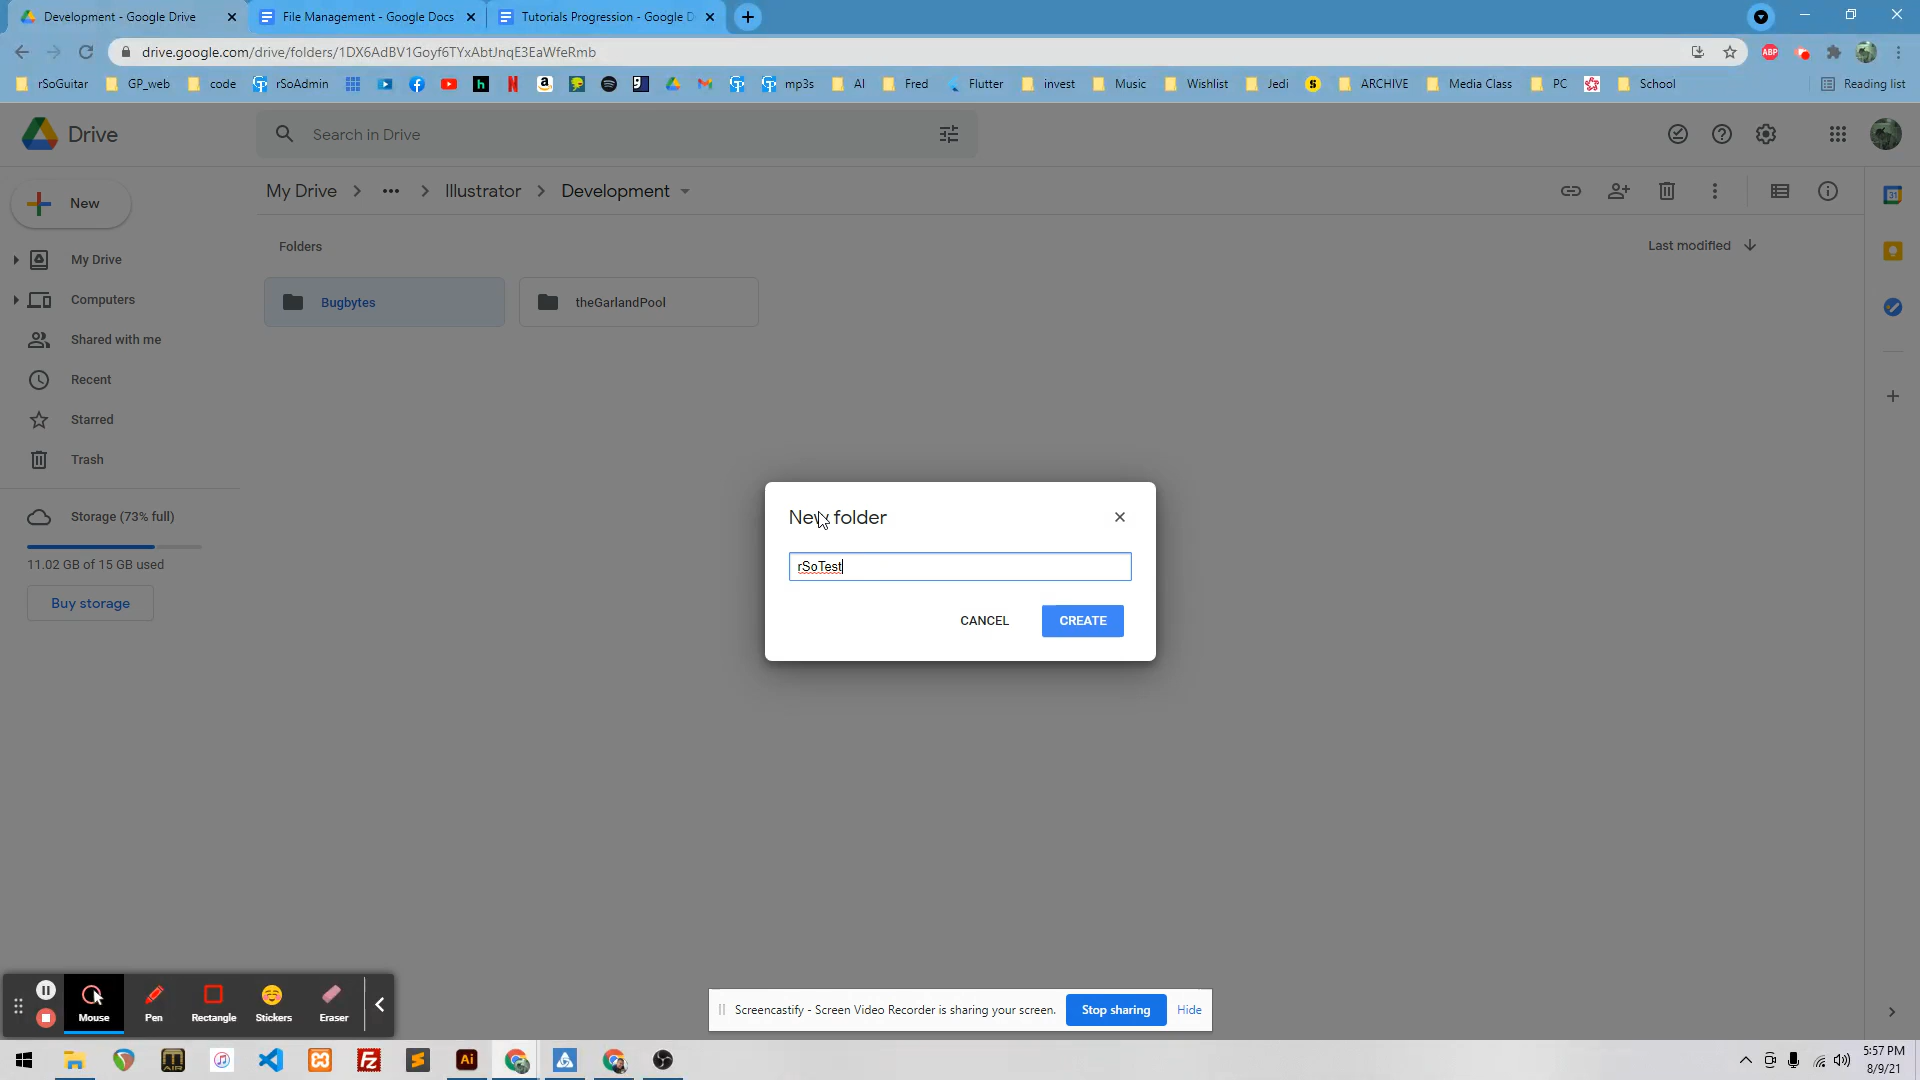 Development - Google Drive
File Management - Google Docs
Tutorials Progression - Google D
drive.google.com/drive/folders/1DX6AdBV1Goyf6TYxAbtJnqE3EaWfeRmb
rSoGuitar GP_web code rSoAdmin mp3s AI Fred Flutter invest Music Wishlist Jedi ARCHIVE Media Class PC School Reading list
ABP
Drive
Search in Drive
New
My Drive > ••• > Illustrator > Development
Folders
Last modified
Bugbytes
theGarlandPool
31
My Drive
Computers
Shared with me
Recent
Starred
Trash
Storage (73% full)
11.02 GB of 15 GB used
Buy storage
New folder
rSoTest
CANCEL
CREATE
Mouse
Pen
Rectangle
Stickers
Eraser
Screencastify - Screen Video Recorder is sharing your screen.
Stop sharing
Hide
Ai
Fz
5:57 PM
8/9/21